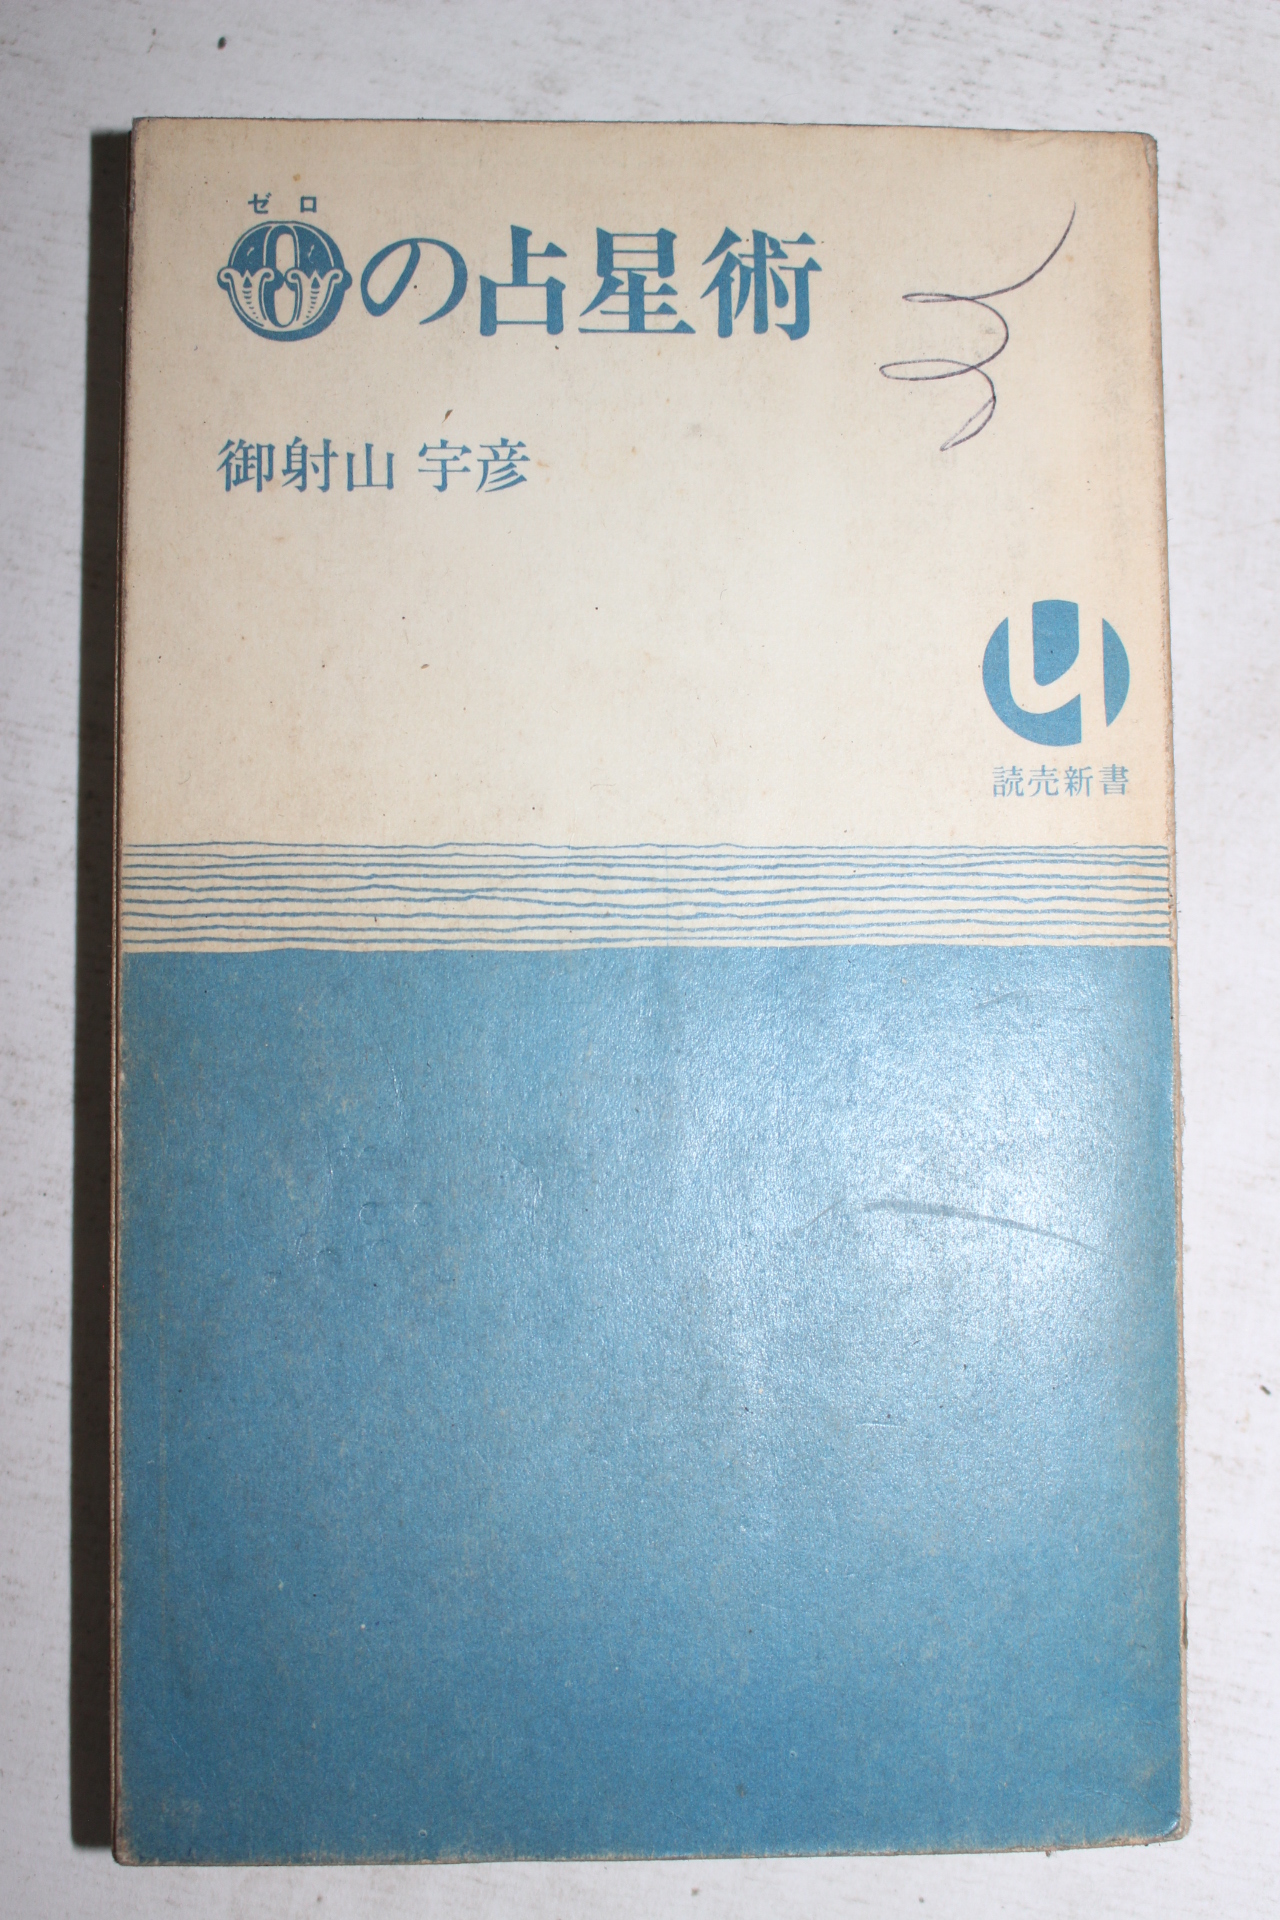 ゼロ
0の占星術
御射山 宇彦
読売新書